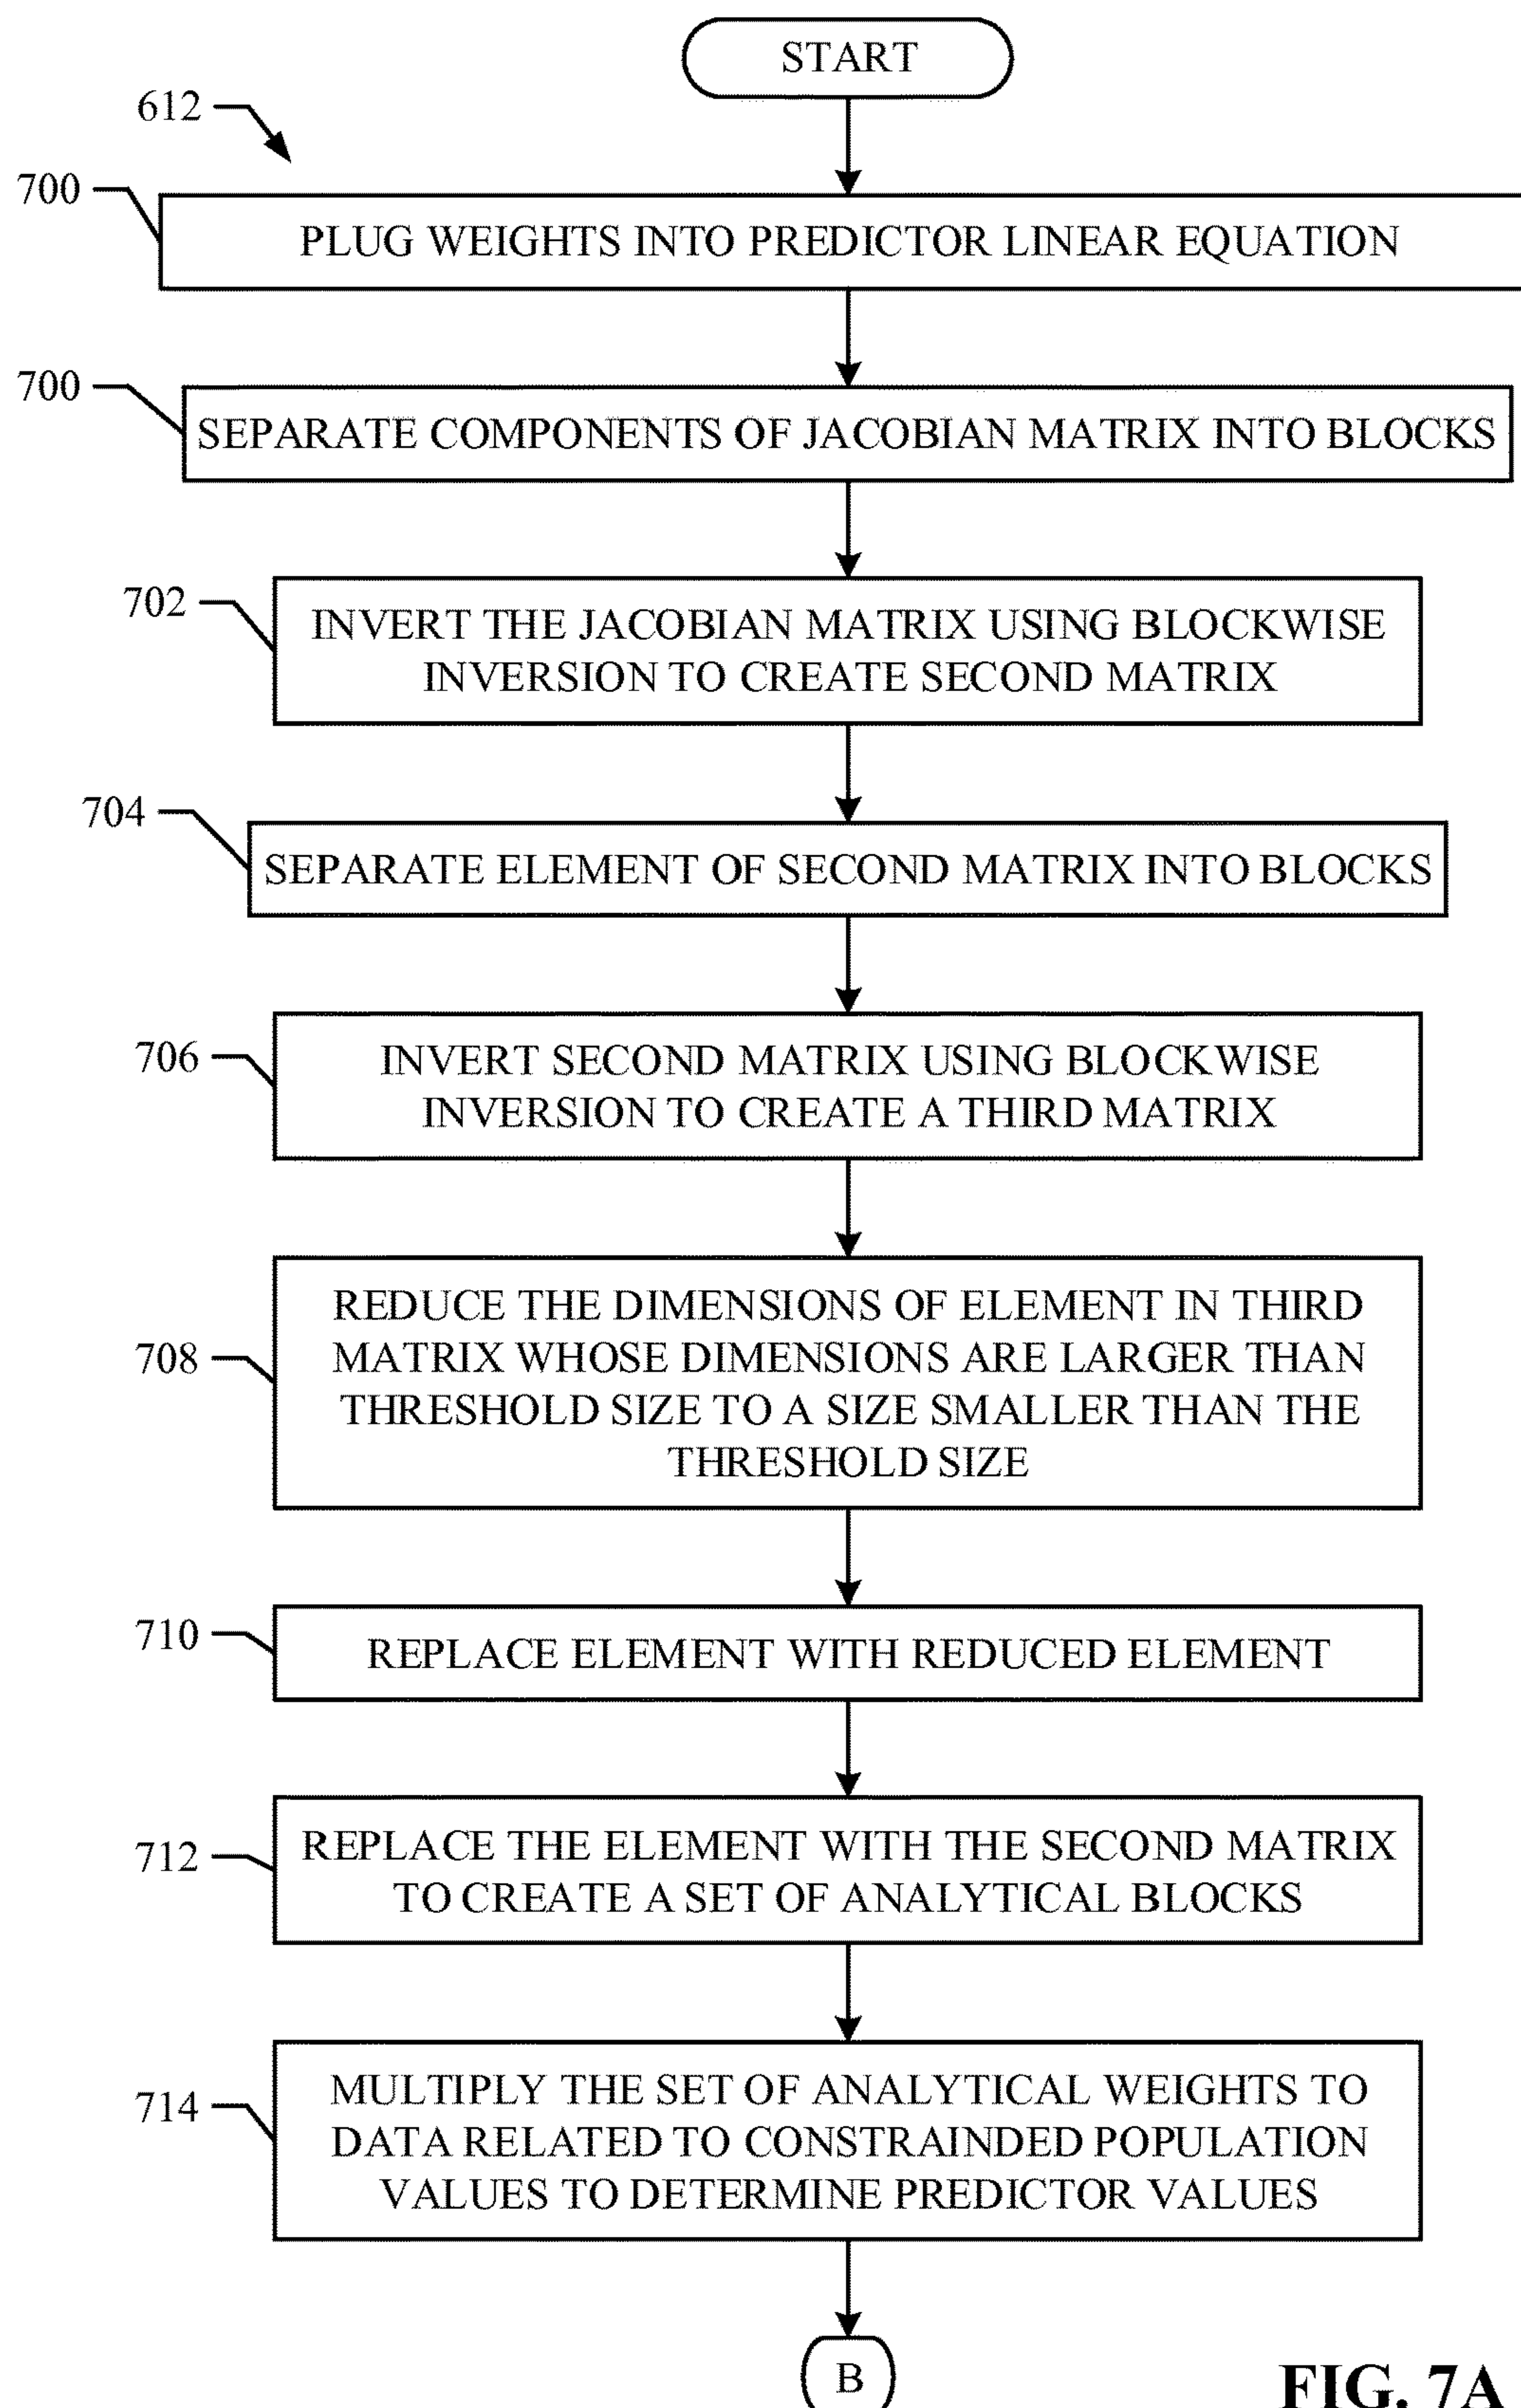 START
612
700
PLUG WEIGHTS INTO PREDICTOR LINEAR EQUATION
700
SEPARATE COMPONENTS OF JACOBIAN MATRIX INTO BLOCKS
702
INVERT THE JACOBIAN MATRIX USING BLOCKWISE
INVERSION TO CREATE SECOND MATRIX
704
SEPARATE ELEMENT OF SECOND MATRIX INTO BLOCKS
706
INVERT SECOND MATRIX USING BLOCKWISE
INVERSION TO CREATE A THIRD MATRIX
708
REDUCE THE DIMENSIONS OF ELEMENT IN THIRD
MATRIX WHOSE DIMENSIONS ARE LARGER THAN
THRESHOLD SIZE TO A SIZE SMALLER THAN THE
THRESHOLD SIZE
710
REPLACE ELEMENT WITH REDUCED ELEMENT
712
REPLACE THE ELEMENT WITH THE SECOND MATRIX
TO CREATE A SET OF ANALYTICAL BLOCKS
714
MULTIPLY THE SET OF ANALYTICAL WEIGHTS TO
DATA RELATED TO CONSTRAINDED POPULATION
VALUES TO DETERMINE PREDICTOR VALUES
B
FIG. 7A